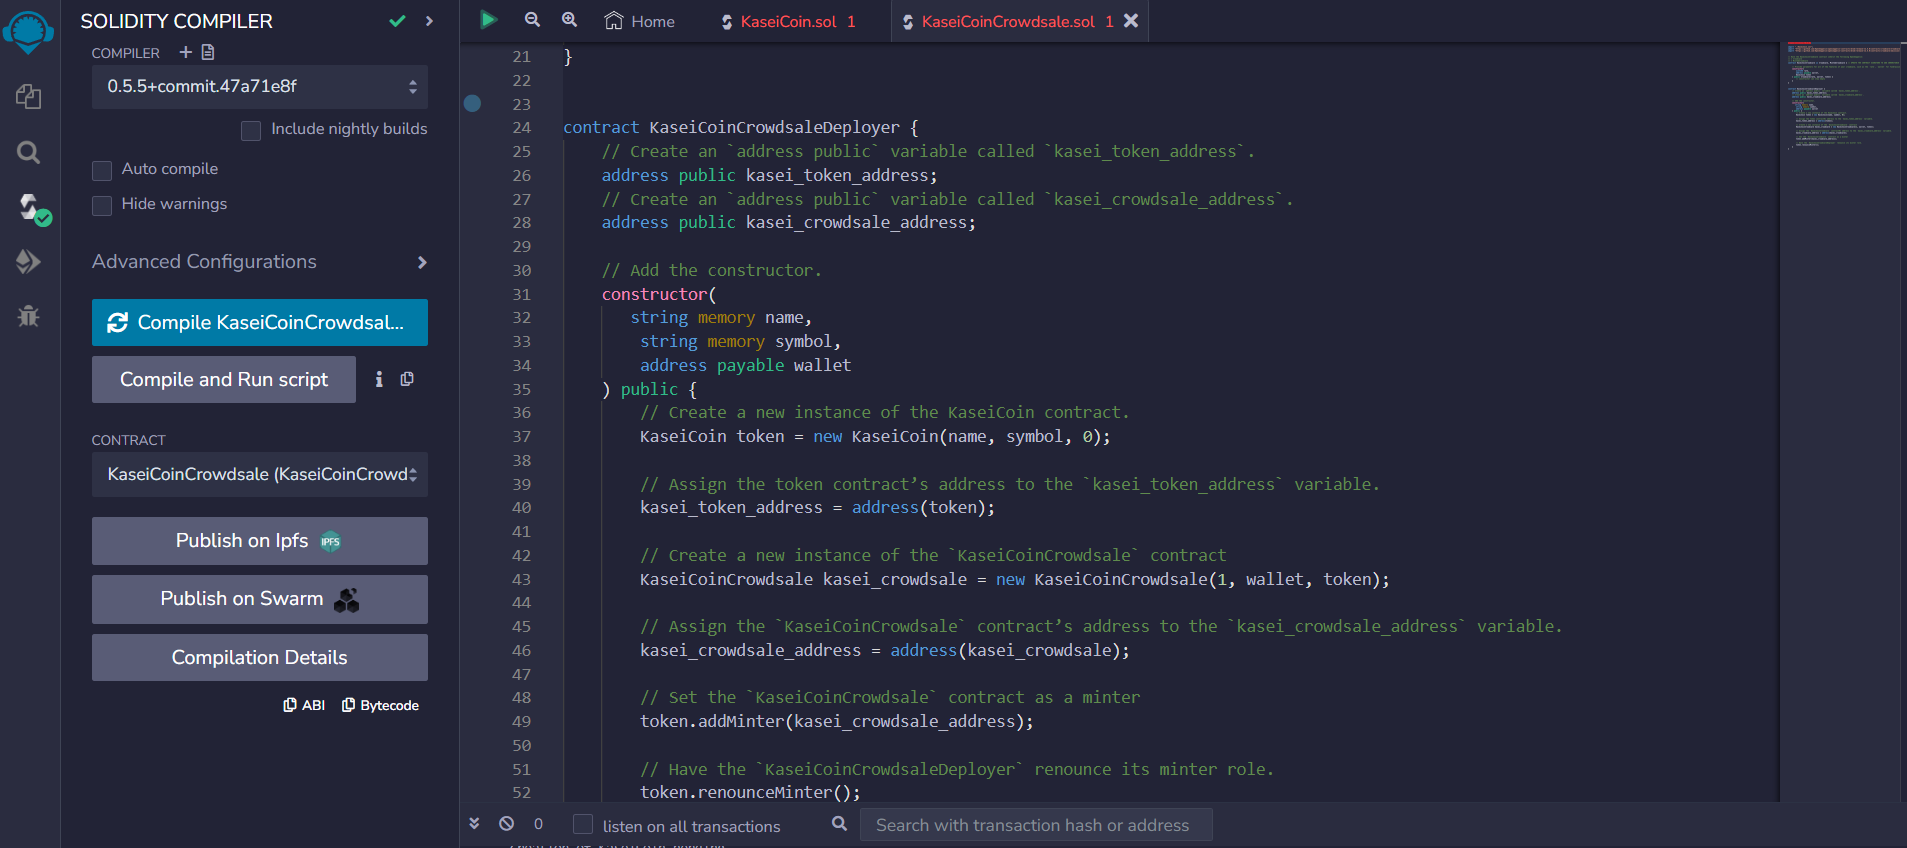 SOLIDITY COMPILER
COMPILER
0.5.5+commit.47a71e8f
Include nightly builds
Auto compile
Hide warnings
Advanced Configurations
Compile KaseiCoinCrowdsal...
Compile and Run script
CONTRACT
KaseiCoinCrowdsale (KaseiCoinCrowd
Publish on Ipfs IPFS
Publish on Swarm
Compilation Details
ABI Bytecode
Home KaseiCoin.sol 1 KaseiCoinCrowdsale.sol 1
21 }
22
23
24 contract KaseiCoinCrowdsaleDeployer {
25 // Create an `address public` variable called `kasei_token_address`.
26 address public kasei_token_address;
27 // Create an `address public` variable called `kasei_crowdsale_address`.
28 address public kasei_crowdsale_address;
29
30 // Add the constructor.
31 constructor(
32 string memory name,
33 string memory symbol,
34 address payable wallet
35 ) public {
36 // Create a new instance of the KaseiCoin contract.
37 KaseiCoin token = new KaseiCoin(name, symbol, 0);
38
39 // Assign the token contract’s address to the `kasei_token_address` variable.
40 kasei_token_address = address(token);
41
42 // Create a new instance of the `KaseiCoinCrowdsale` contract
43 KaseiCoinCrowdsale kasei_crowdsale = new KaseiCoinCrowdsale(1, wallet, token);
44
45 // Assign the `KaseiCoinCrowdsale` contract’s address to the `kasei_crowdsale_address` variable.
46 kasei_crowdsale_address = address(kasei_crowdsale);
47
48 // Set the `KaseiCoinCrowdsale` contract as a minter
49 token.addMinter(kasei_crowdsale_address);
50
51 // Have the `KaseiCoinCrowdsaleDeployer` renounce its minter role.
52 token.renounceMinter();
0 listen on all transactions Search with transaction hash or address